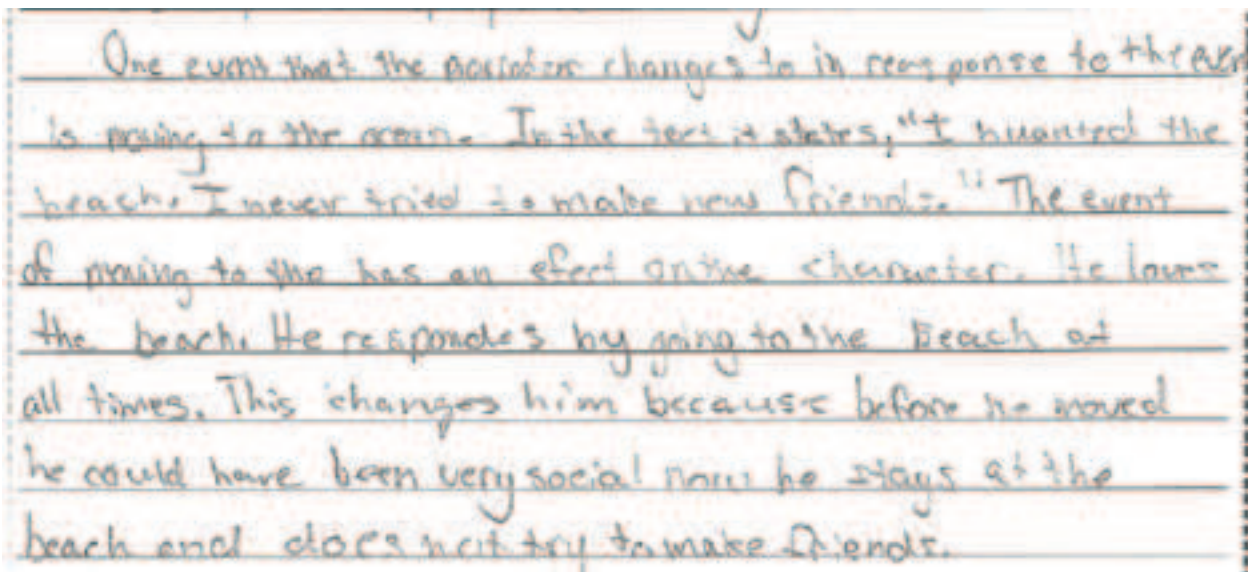 One event that the narrator changes to in reasponse to the even
is moving to the ocean. In the text it states, "I huanted the
beach. I never tried to make new friends." The event
of moving to the has an efect on the character. He loves
the beach. He respondes by going to the Beach at
all times. This changes him because before he moved
he could have been very social now he stays at the
beach and does not try to make friends.